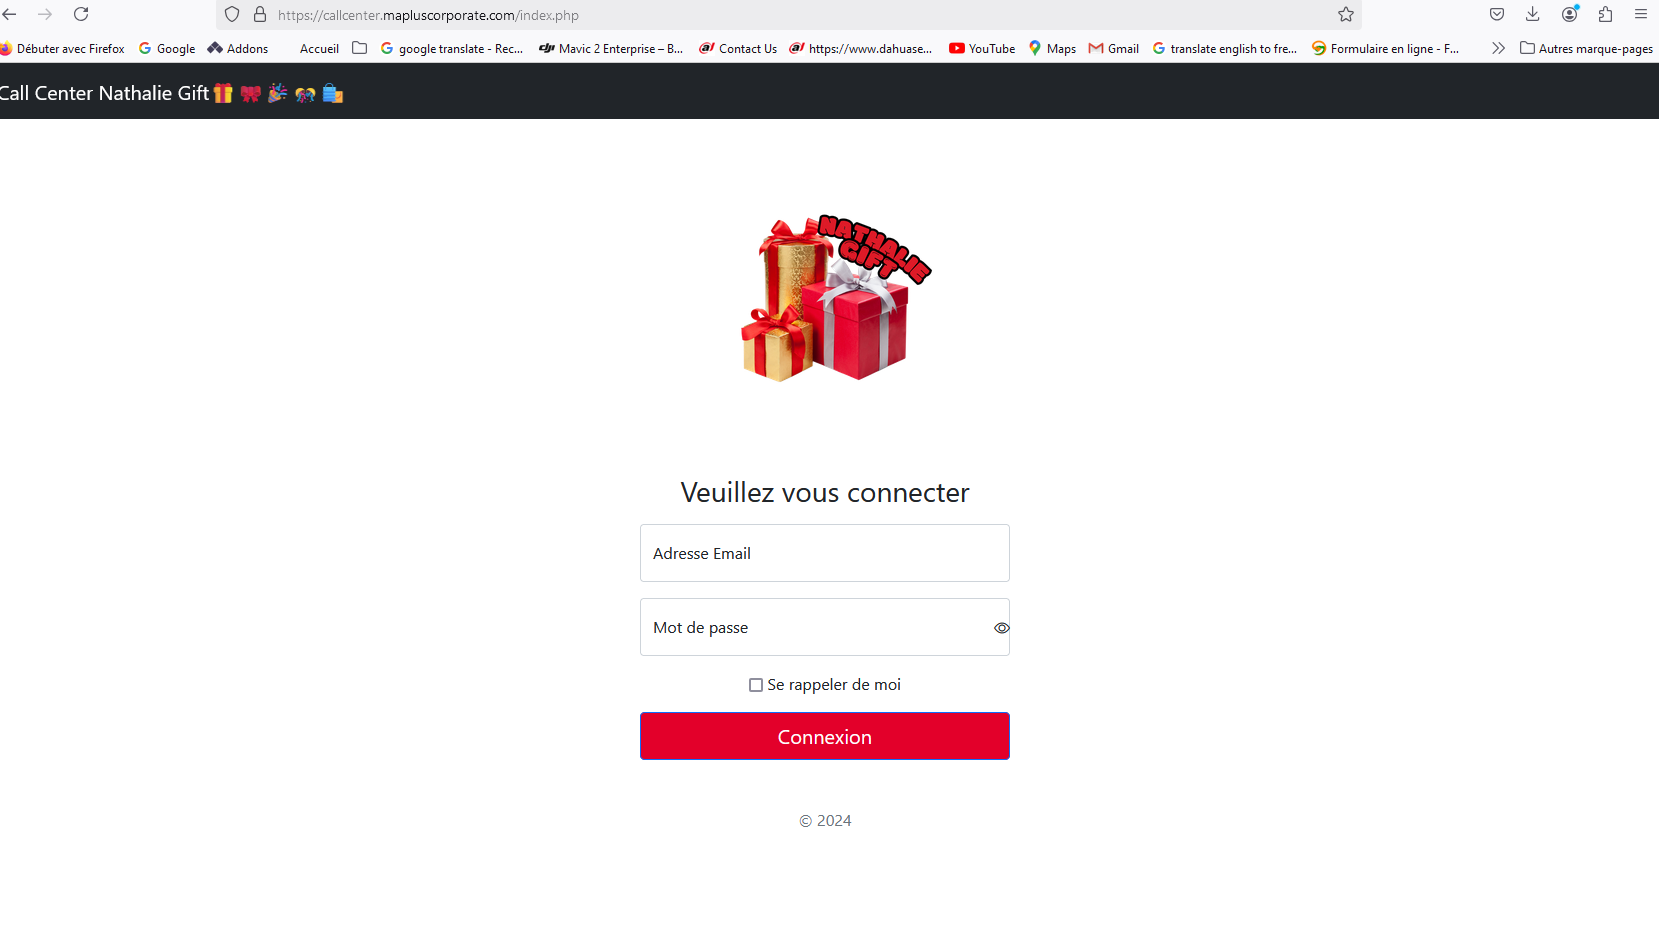 https://callcenter.mapluscorporate.com/index.php
Débuter avec Firefox Google Addons Accueil google translate - Rec... Mavic 2 Enterprise – B... Contact Us https://www.dahuase... YouTube Maps Gmail translate english to fre... Formulaire en ligne - F... Autres marque-pages
Call Center Nathalie Gift🎁 🎀 🎉 🎊 🛍️
NATHALIE
GIFT
Veuillez vous connecter
Adresse Email
Mot de passe
Se rappeler de moi
Connexion
© 2024